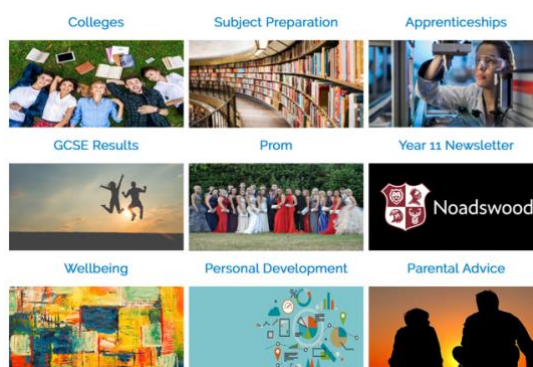 Colleges Subject Preparation Apprenticeships
GCSE Results Prom Year 11 Newsletter
Noadswood
Wellbeing Personal Development Parental Advice